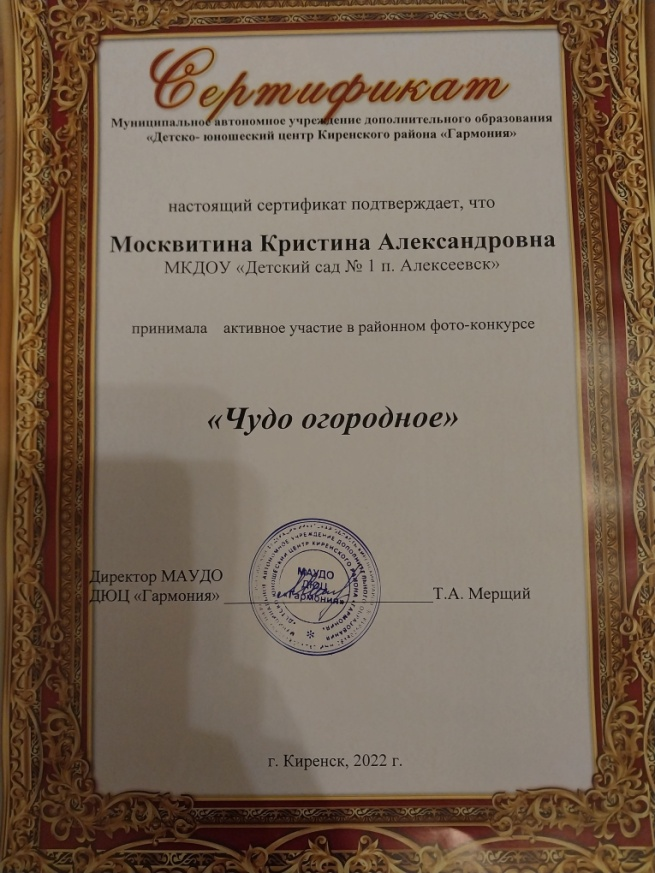 Сертификат
Муниципальное автономное учреждение дополнительного образования
«Детско- юношеский центр Киренского района «Гармония»
настоящий сертификат подтверждает, что
Москвитина Кристина Александровна
МКДОУ «Детский сад № 1 п. Алексеевск»
принимала активное участие в районном фото-конкурсе
«Чудо огородное»
Директор МАУДО
ДЮЦ «Гармония» Т.А. Мерщий
МАУДО
ДЮЦ
«Гармония»
г. Киренск, 2022 г.